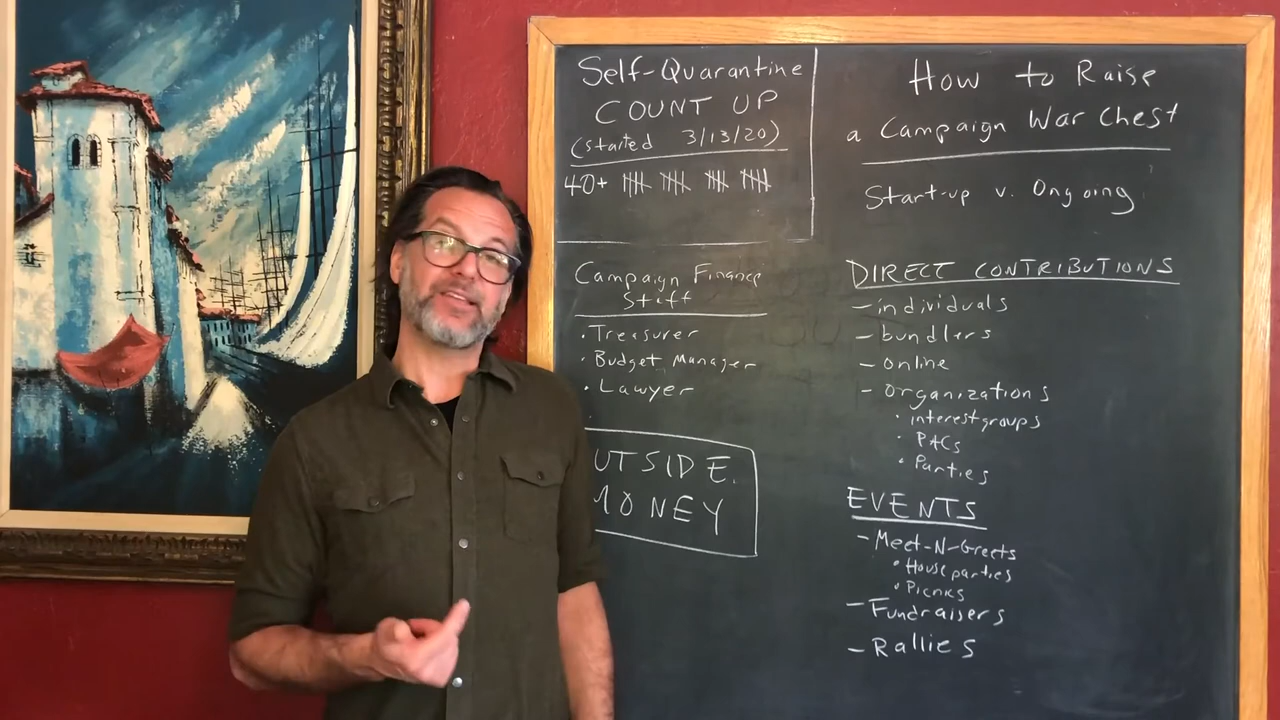 Self-Quarantine
COUNT UP
(started 3/13/20)
40+
Campaign Finance
Staff
· Treasurer
· Budget Manager
· Lawyer
UTSIDE
MONEY
How to Raise
a Campaign War Chest
Start-up v. Ongoing
DIRECT CONTRIBUTIONS
- individuals
- bundlers
- online
- organizations
· interest groups
· PACs
· Parties
EVENTS
- Meet-N-Greets
· House parties
· Picnics
- Fundraisers
- Rallies